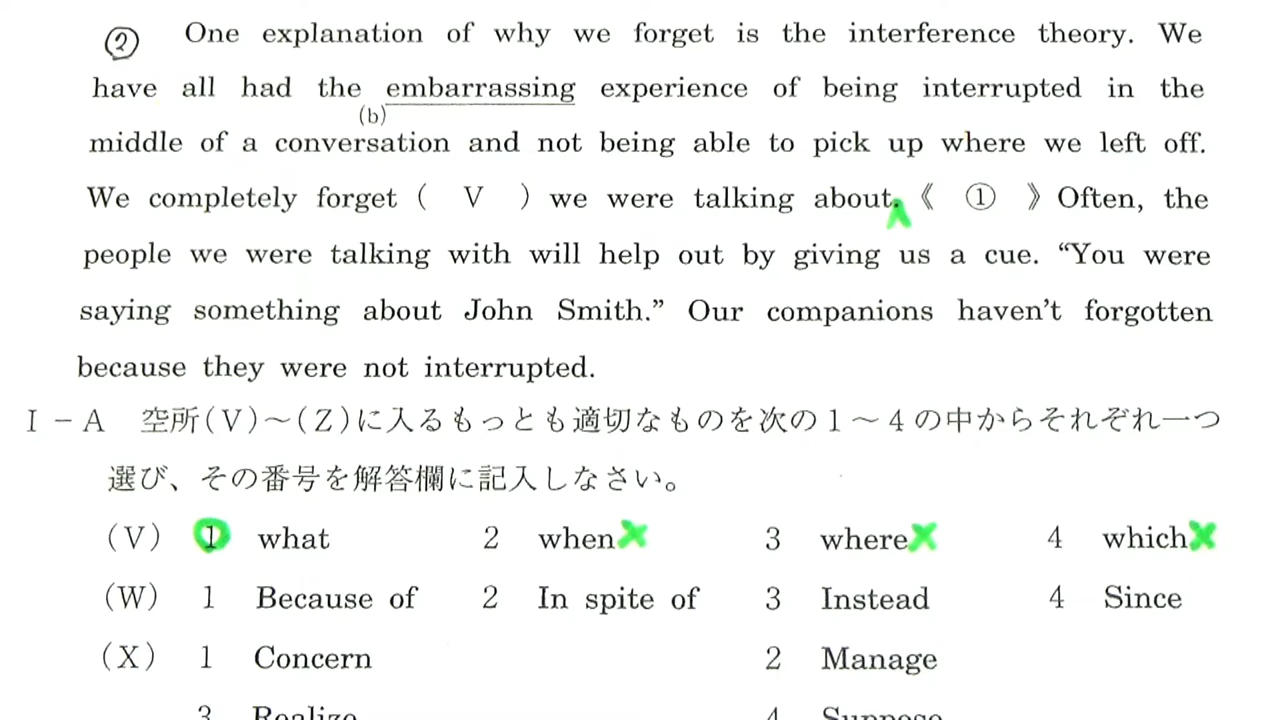 ② One explanation of why we forget is the interference theory. We
have all had the embarrassing experience of being interrupted in the
(b)
middle of a conversation and not being able to pick up where we left off.
We completely forget ( V ) we were talking about.《 ① 》Often, the
people we were talking with will help out by giving us a cue. “You were
saying something about John Smith.” Our companions haven’t forgotten
because they were not interrupted.
Ⅰ－A 空所(V)～(Z)に入るもっとも適切なものを次の1～4の中からそれぞれ一つ
選び、その番号を解答欄に記入しなさい。
(V) 1 what 2 when 3 where 4 which
(W) 1 Because of 2 In spite of 3 Instead 4 Since
(X) 1 Concern 2 Manage
3 Realize 4 Suppose